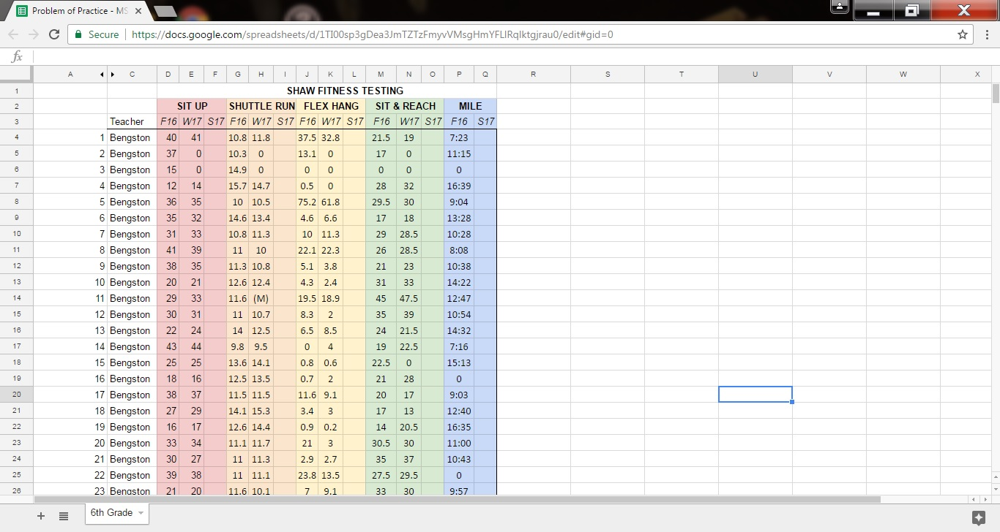 Problem of Practice - MS
Secure https://docs.google.com/spreadsheets/d/1TI00sp3gDea3JmTZTzFmyvVMsgHmYFLlRqlktgjrau0/edit#gid=0
fx
A C D E F G H I J K L M N O P Q R S T U V W X
1 SHAW FITNESS TESTING
2 SIT UP SHUTTLE RUN FLEX HANG SIT & REACH MILE
3 Teacher F16 W17 S17 F16 W17 S17 F16 W17 S17 F16 W17 S17 F16 S17
4 1 Bengston 40 41 10.8 11.8 37.5 32.8 21.5 19 7:23
5 2 Bengston 37 0 10.3 0 13.1 0 17 0 11:15
6 3 Bengston 15 0 14.9 0 0 0 0 0 0
7 4 Bengston 12 14 15.7 14.7 0.5 0 28 32 16:39
8 5 Bengston 36 35 10 10.5 75.2 61.8 29.5 30 9:04
9 6 Bengston 35 32 14.6 13.4 4.6 6.6 17 18 13:28
10 7 Bengston 31 33 10.8 11.3 10 11.3 29 28.5 10:28
11 8 Bengston 41 39 11 10 22.1 22.3 26 28.5 8:08
12 9 Bengston 38 35 11.3 10.8 5.1 3.8 21 23 10:38
13 10 Bengston 20 21 12.6 12.4 4.3 2.4 31 33 14:22
14 11 Bengston 29 33 11.6 (M) 19.5 18.9 45 47.5 12:47
15 12 Bengston 30 31 11 10.7 8.3 2 35 39 10:54
16 13 Bengston 22 24 14 12.5 6.5 8.5 24 21.5 14:32
17 14 Bengston 43 44 9.8 9.5 0 4 19 22.5 7:16
18 15 Bengston 25 25 13.6 14.1 0.8 0.6 22.5 0 15:13
19 16 Bengston 18 16 12.5 13.5 0.7 2 21 28 0
20 17 Bengston 38 37 11.5 11.5 11.6 9.1 20 17 9:03
21 18 Bengston 27 29 14.1 15.3 3.4 3 17 13 12:40
22 19 Bengston 16 17 12.6 14.4 0.9 0.2 14 20.5 16:35
23 20 Bengston 33 34 11.1 11.7 21 3 30.5 30 11:00
24 21 Bengston 30 27 11 11.3 2.9 2.7 35 37 10:43
25 22 Bengston 39 38 11 11.1 23.8 13.5 27.5 29.5 0
26 23 Bengston 21 20 11.6 10.1 7 9.1 33 30 9:57
6th Grade